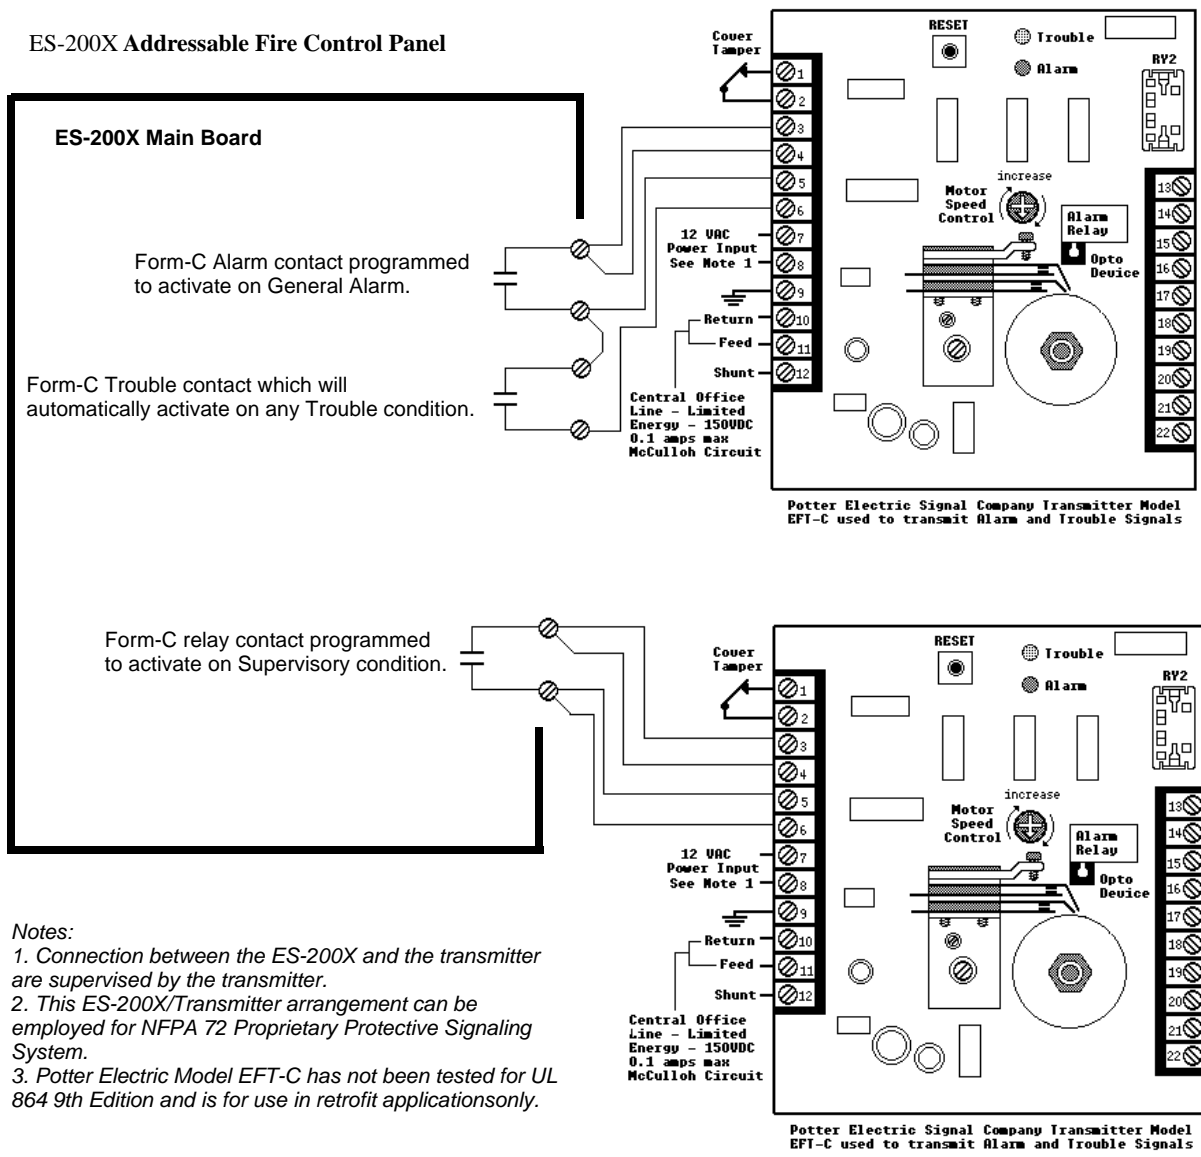 ES-200X Addressable Fire Control Panel
ES-200X Main Board
Form-C Alarm contact programmed
to activate on General Alarm.
Form-C Trouble contact which will
automatically activate on any Trouble condition.
Cover
Tamper
1
2
3
4
5
6
12 VAC
Power Input
See Note 1
7
8
9
Return
10
Feed
11
Shunt
12
Central Office
Line - Limited
Energy - 150VDC
0.1 amps max
McCulloh Circuit
RESET
Trouble
Alarm
RY2
increase
Motor
Speed
Control
Alarm
Relay
Opto
Device
13
14
15
16
17
18
19
20
21
22
Potter Electric Signal Company Transmitter Model
EFT-C used to transmit Alarm and Trouble Signals
Form-C relay contact programmed
to activate on Supervisory condition.
Cover
Tamper
1
2
3
4
5
6
12 VAC
Power Input
See Note 1
7
8
9
Return
10
Feed
11
Shunt
12
Central Office
Line - Limited
Energy - 150VDC
0.1 amps max
McCulloh Circuit
RESET
Trouble
Alarm
RY2
increase
Motor
Speed
Control
Alarm
Relay
Opto
Device
13
14
15
16
17
18
19
20
21
22
Potter Electric Signal Company Transmitter Model
EFT-C used to transmit Alarm and Trouble Signals
Notes:
1. Connection between the ES-200X and the transmitter
are supervised by the transmitter.
2. This ES-200X/Transmitter arrangement can be
employed for NFPA 72 Proprietary Protective Signaling
System.
3. Potter Electric Model EFT-C has not been tested for UL
864 9th Edition and is for use in retrofit applicationsonly.